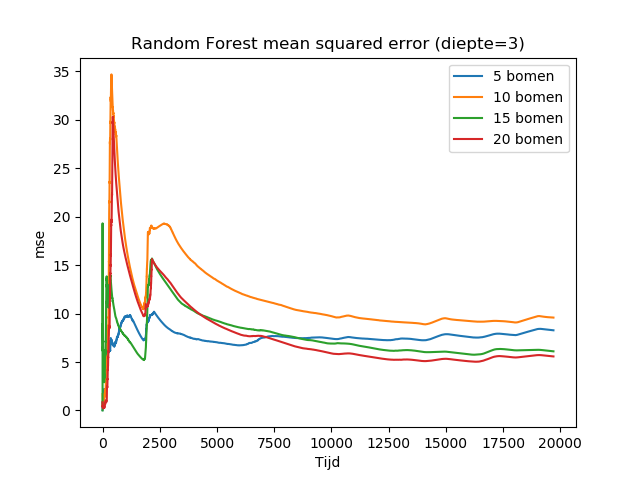 Random Forest mean squared error (diepte=3)
5 bomen
10 bomen
15 bomen
20 bomen
35
30
25
20
15
10
5
0
mse
0 2500 5000 7500 10000 12500 15000 17500 20000
Tijd